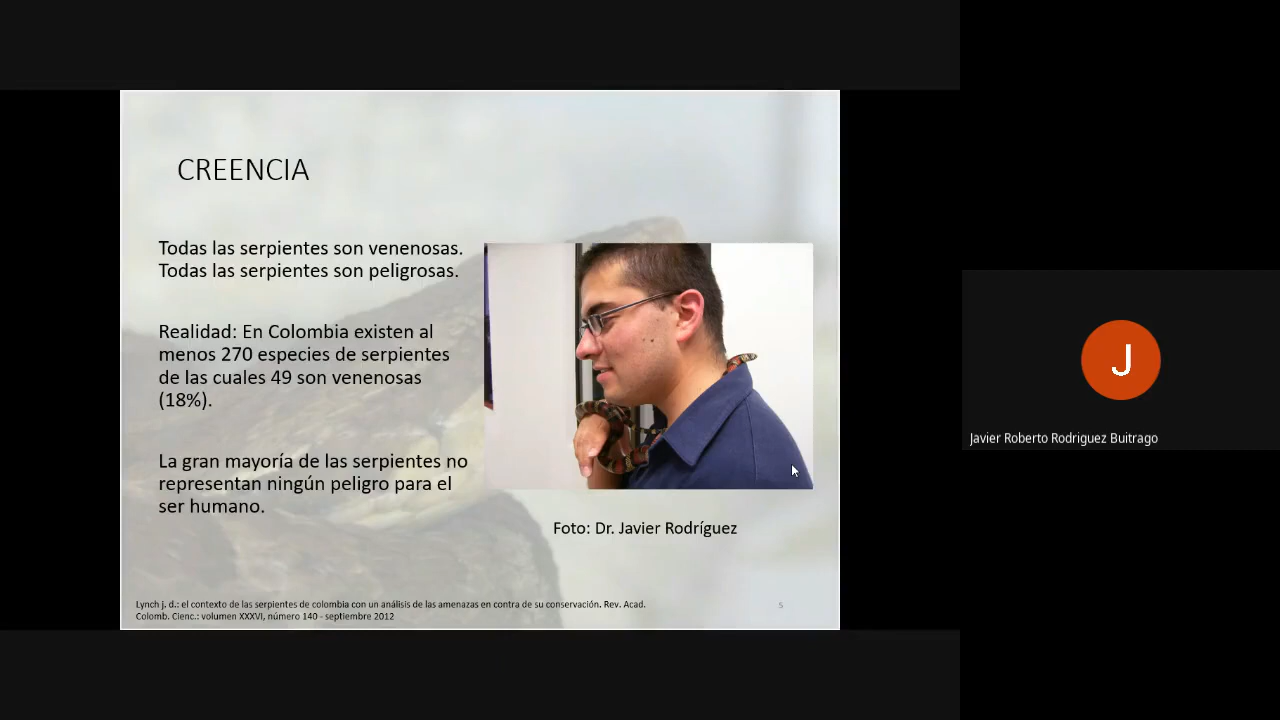 CREENCIA
Todas las serpientes son venenosas.
Todas las serpientes son peligrosas.
Realidad: En Colombia existen al
menos 270 especies de serpientes
de las cuales 49 son venenosas
(18%).
La gran mayoría de las serpientes no
representan ningún peligro para el
ser humano.
Foto: Dr. Javier Rodríguez
Lynch j. d.: el contexto de las serpientes de colombia con un análisis de las amenazas en contra de su conservación. Rev. Acad.
Colomb. Cienc.: volumen XXXVI, número 140 - septiembre 2012
5
J
Javier Roberto Rodriguez Buitrago